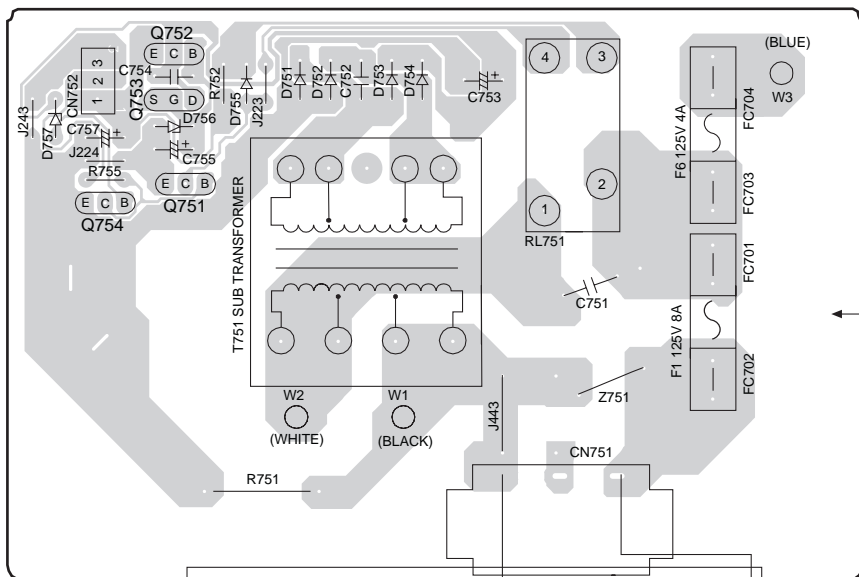 Q752
E C B
C754
CN752
3
2
1
Q753
S G D
D756
C757
+
J243
D757
J224
R755
+
C755
E C B
Q751
E C B
Q754
R752
D755
J223
D751
D752
C752
D753
D754
+
C753
4
3
2
1
RL751
(BLUE)
W3
FC704
F6 125V 4A
FC703
FC701
F1 125V 8A
FC702
T751 SUB TRANSFORMER
C751
W2
(WHITE)
W1
(BLACK)
J443
Z751
R751
CN751